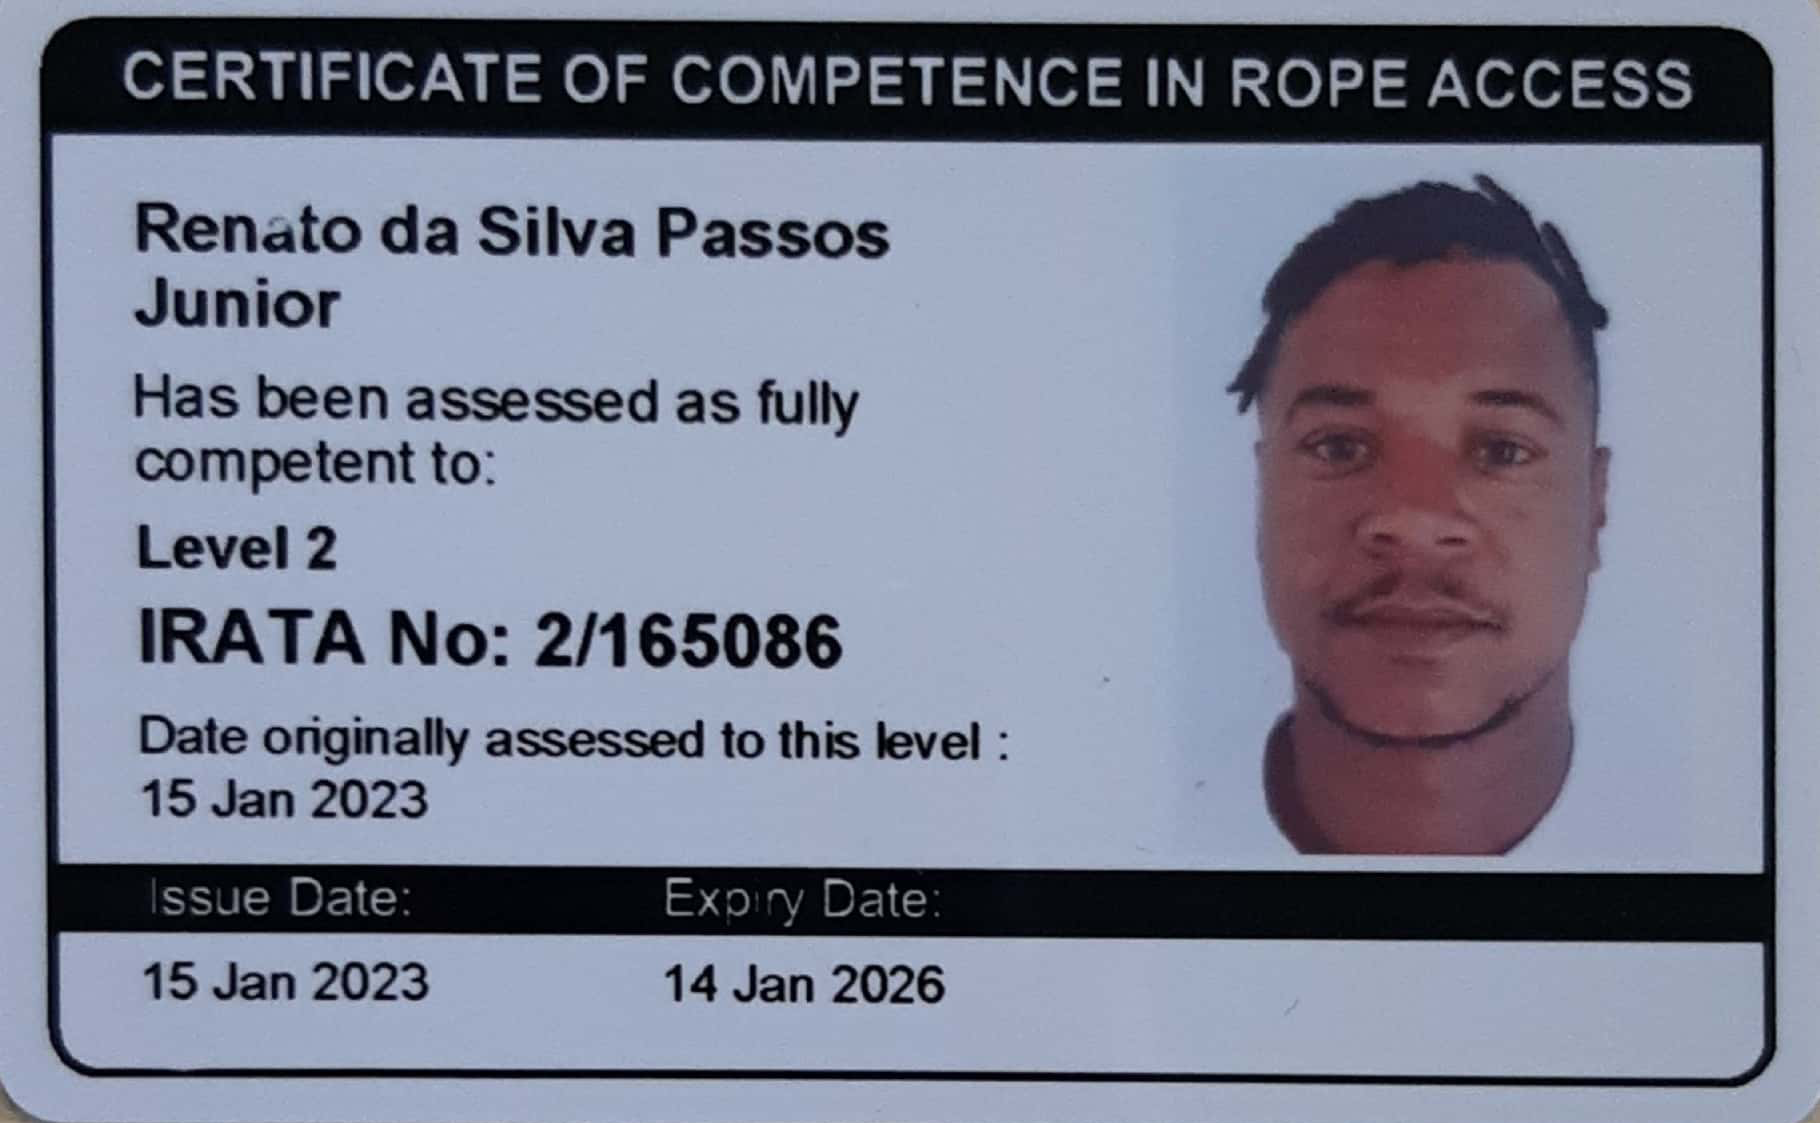 CERTIFICATE OF COMPETENCE IN ROPE ACCESS
Renato da Silva Passos
Junior
Has been assessed as fully
competent to:
Level 2
IRATA No: 2/165086
Date originally assessed to this level :
15 Jan 2023
Issue Date: Expiry Date:
15 Jan 2023 14 Jan 2026